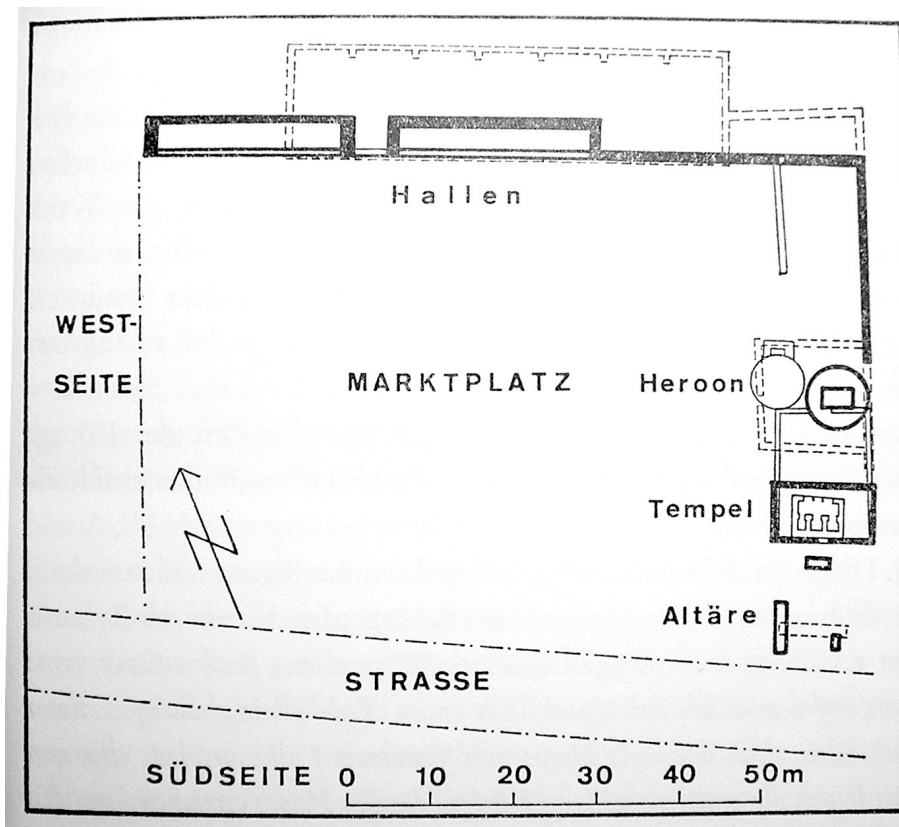 Hallen
WEST-
SEITE
MARKTPLATZ
Heroon
Tempel
Altäre
STRASSE
SÜDSEITE 0 10 20 30 40 50m